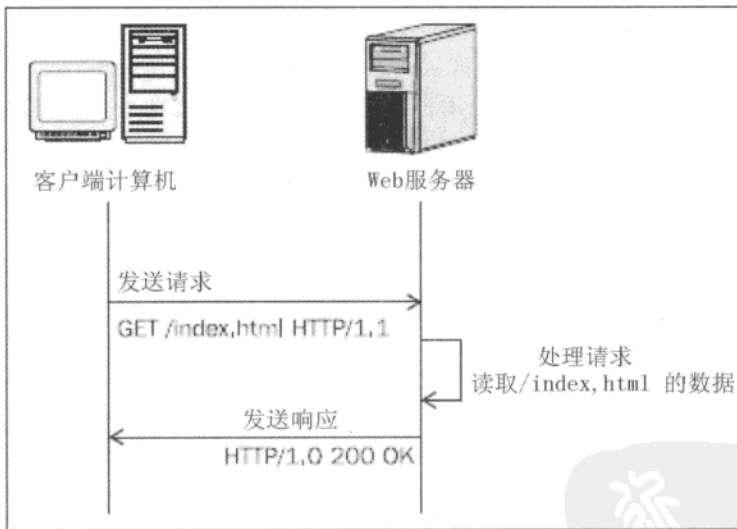 客户端计算机
Web服务器
发送请求
GET /index,html HTTP/1,1
处理请求
读取/index,html 的数据
发送响应
HTTP/1,0 200 OK